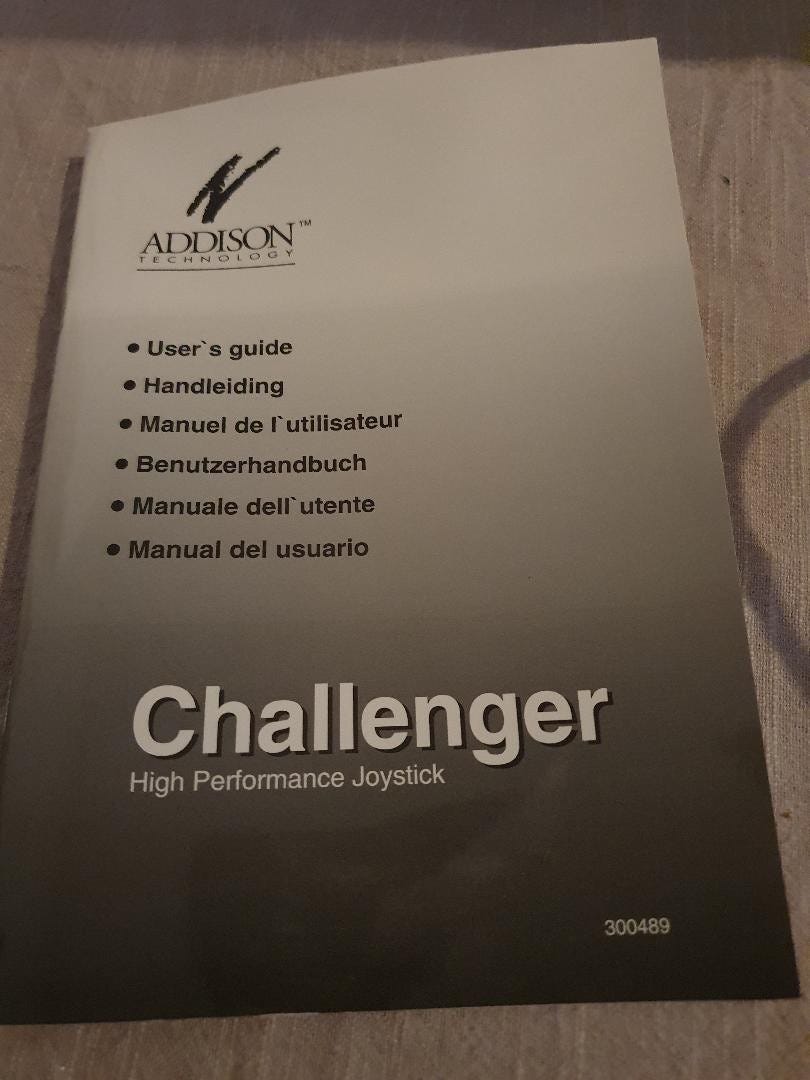 ADDISON™
TECHNOLOGY
• User`s guide
• Handleiding
• Manuel de l`utilisateur
• Benutzerhandbuch
• Manuale dell`utente
• Manual del usuario
Challenger
High Performance Joystick
300489